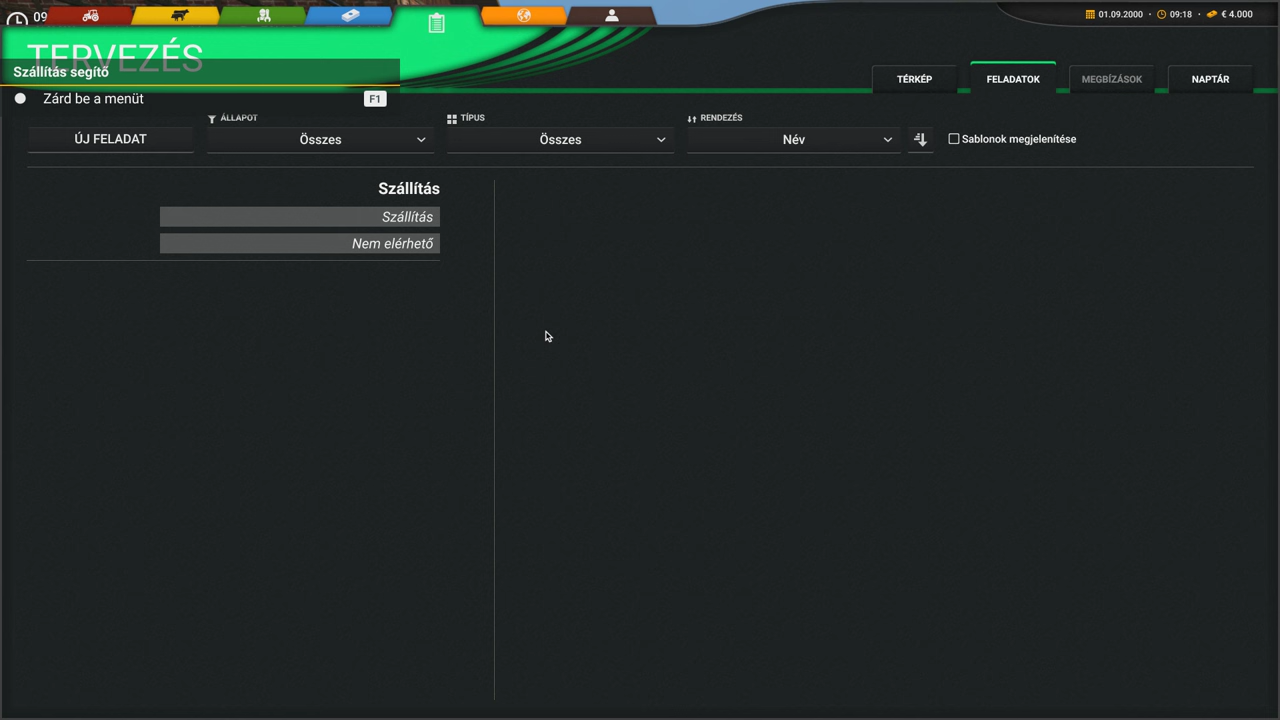 09
01.09.2000 · 09:18 · € 4.000
TERVEZÉS
Szállítás segítő
Zárd be a menüt F1
TÉRKÉP FELADATOK MEGBÍZÁSOK NAPTÁR
ÁLLAPOT TÍPUS RENDEZÉS
ÚJ FELADAT Összes Összes Név Sablonok megjelenítése
Szállítás
Szállítás
Nem elérhető